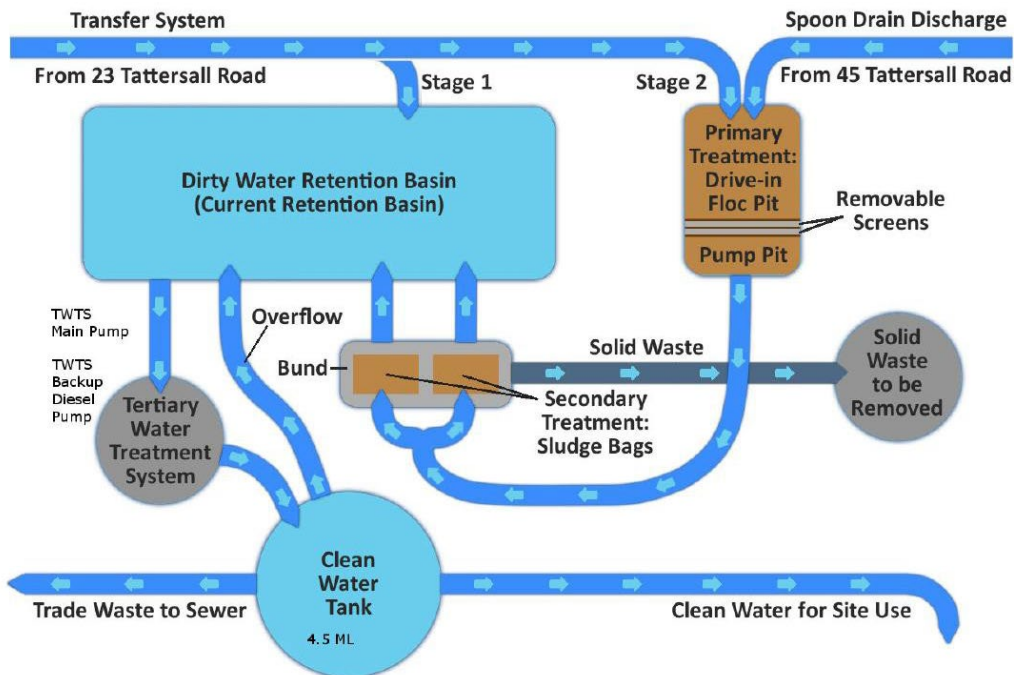 Transfer System
Spoon Drain Discharge
From 23 Tattersall Road
Stage 1
Stage 2
From 45 Tattersall Road
Primary
Treatment:
Drive-in
Floc Pit
Removable
Screens
Pump Pit
Dirty Water Retention Basin
(Current Retention Basin)
TWTS
Main Pump
Overflow
TWTS
Backup
Diesel
Pump
Bund
Solid Waste
Solid
Waste
to be
Removed
Secondary
Treatment:
Sludge Bags
Tertiary
Water
Treatment
System
Clean
Water
Tank
4.5 ML
Trade Waste to Sewer
Clean Water for Site Use